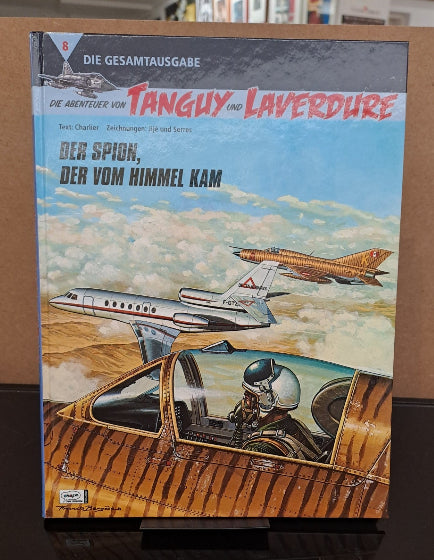 8
DIE GESAMTAUSGABE
DIE ABENTEUER VON TANGUY UND LAVERDURE
Text: Charlier Zeichnungen: Jijé und Serres
DER SPION,
DER VOM HIMMEL KAM